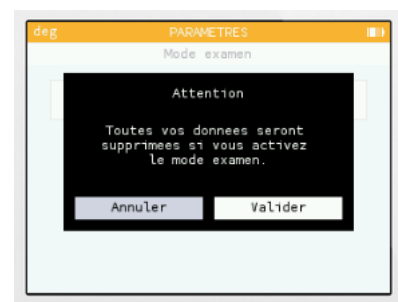 deg PARAMETRES
Mode examen
Attention
Toutes vos donnees seront
supprimees si vous activez
le mode examen.
Annuler Valider